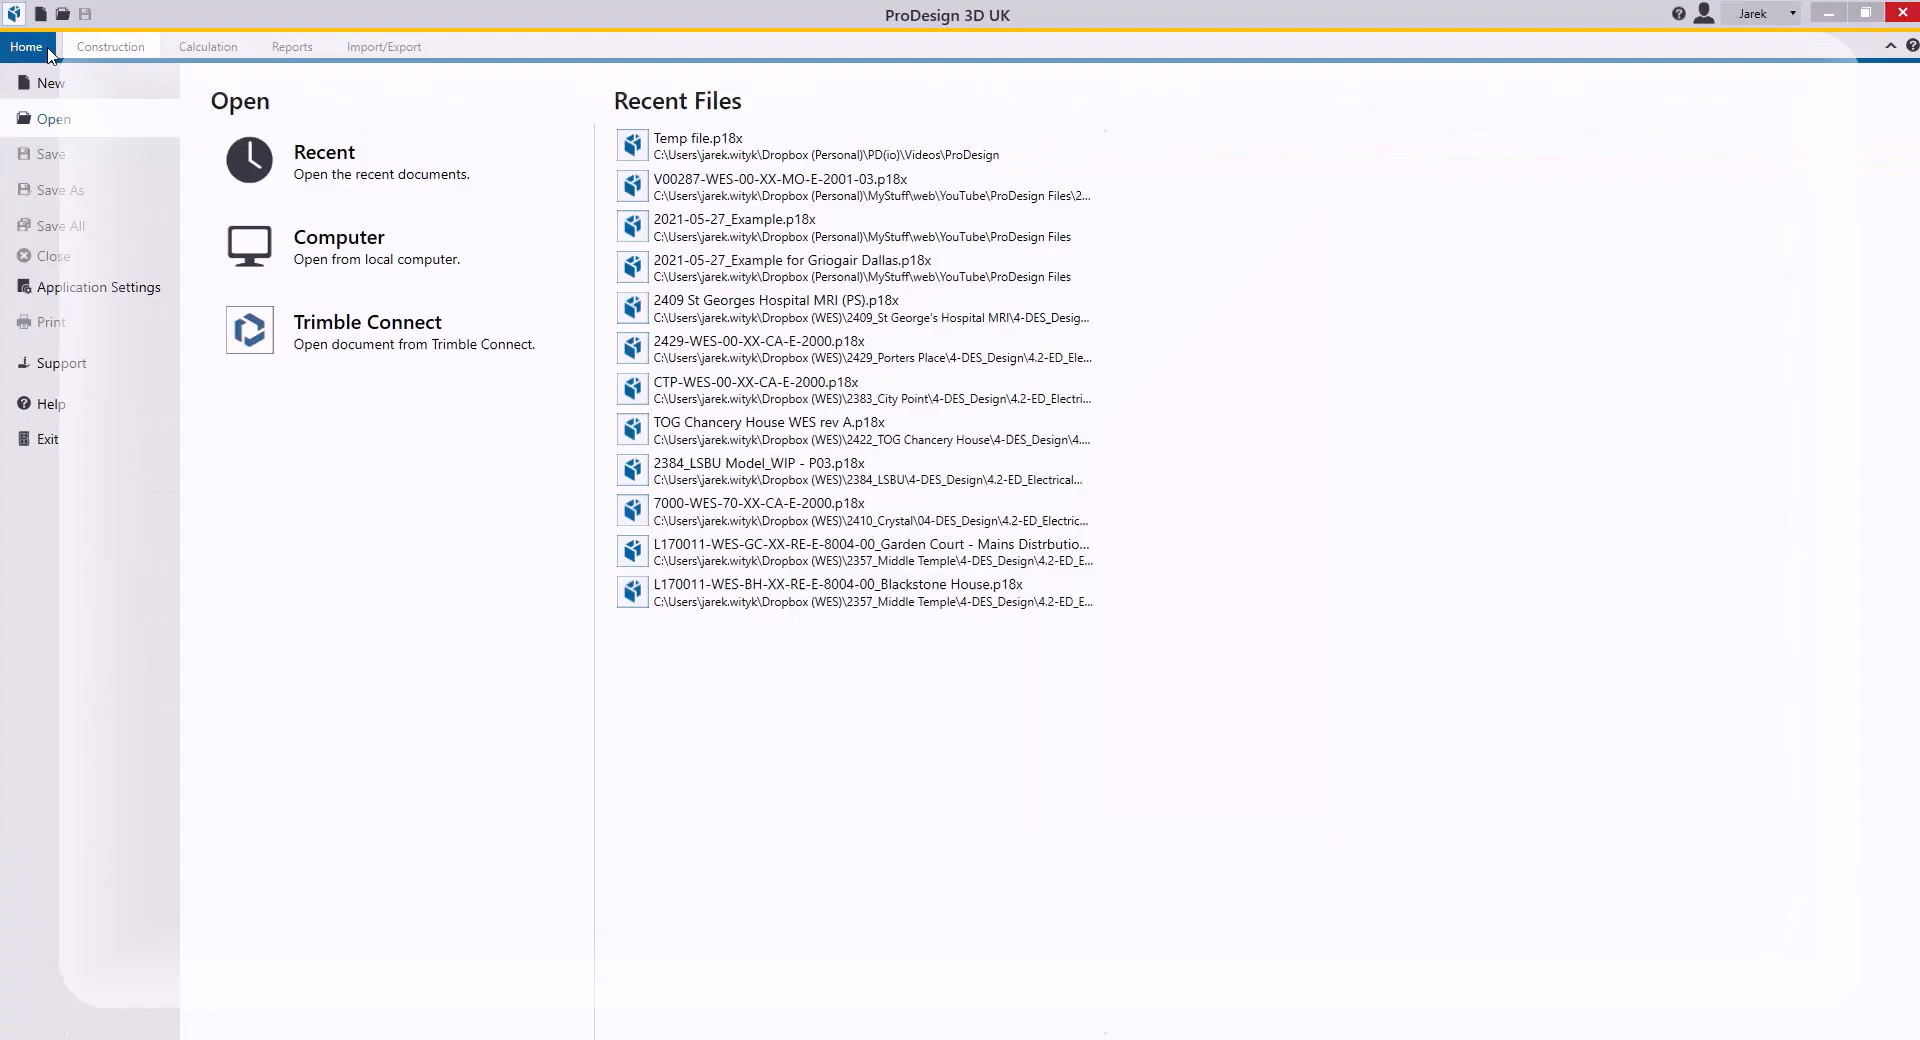 ProDesign 3D UK
Jarek
Home
Construction
Calculation
Reports
Import/Export
New
Open
Save
Save As
Save All
Close
Application Settings
Print
Support
Help
Exit
Open
Recent
Open the recent documents.
Computer
Open from local computer.
Trimble Connect
Open document from Trimble Connect.
Recent Files
Temp file.p18x
C:\Users\jarek.wityk\Dropbox (Personal)\PD(io)\Videos\ProDesign
V00287-WES-00-XX-MO-E-2001-03.p18x
C:\Users\jarek.wityk\Dropbox (Personal)\MyStuff\web\YouTube\ProDesign Files\2...
2021-05-27_Example.p18x
C:\Users\jarek.wityk\Dropbox (Personal)\MyStuff\web\YouTube\ProDesign Files
2021-05-27_Example for Griogair Dallas.p18x
C:\Users\jarek.wityk\Dropbox (Personal)\MyStuff\web\YouTube\ProDesign Files
2409 St Georges Hospital MRI (PS).p18x
C:\Users\jarek.wityk\Dropbox (WES)\2409_St George's Hospital MRI\4-DES_Desig...
2429-WES-00-XX-CA-E-2000.p18x
C:\Users\jarek.wityk\Dropbox (WES)\2429_Porters Place\4-DES_Design\4.2-ED_Ele...
CTP-WES-00-XX-CA-E-2000.p18x
C:\Users\jarek.wityk\Dropbox (WES)\2383_City Point\4-DES_Design\4.2-ED_Electri...
TOG Chancery House WES rev A.p18x
C:\Users\jarek.wityk\Dropbox (WES)\2422_TOG Chancery House\4-DES_Design\4....
2384_LSBU Model_WIP - P03.p18x
C:\Users\jarek.wityk\Dropbox (WES)\2384_LSBU\4-DES_Design\4.2-ED_Electrical...
7000-WES-70-XX-CA-E-2000.p18x
C:\Users\jarek.wityk\Dropbox (WES)\2410_Crystal\04-DES_Design\4.2-ED_Electric...
L170011-WES-GC-XX-RE-E-8004-00_Garden Court - Mains Distrbutio...
C:\Users\jarek.wityk\Dropbox (WES)\2357_Middle Temple\4-DES_Design\4.2-ED_E...
L170011-WES-BH-XX-RE-E-8004-00_Blackstone House.p18x
C:\Users\jarek.wityk\Dropbox (WES)\2357_Middle Temple\4-DES_Design\4.2-ED_E...